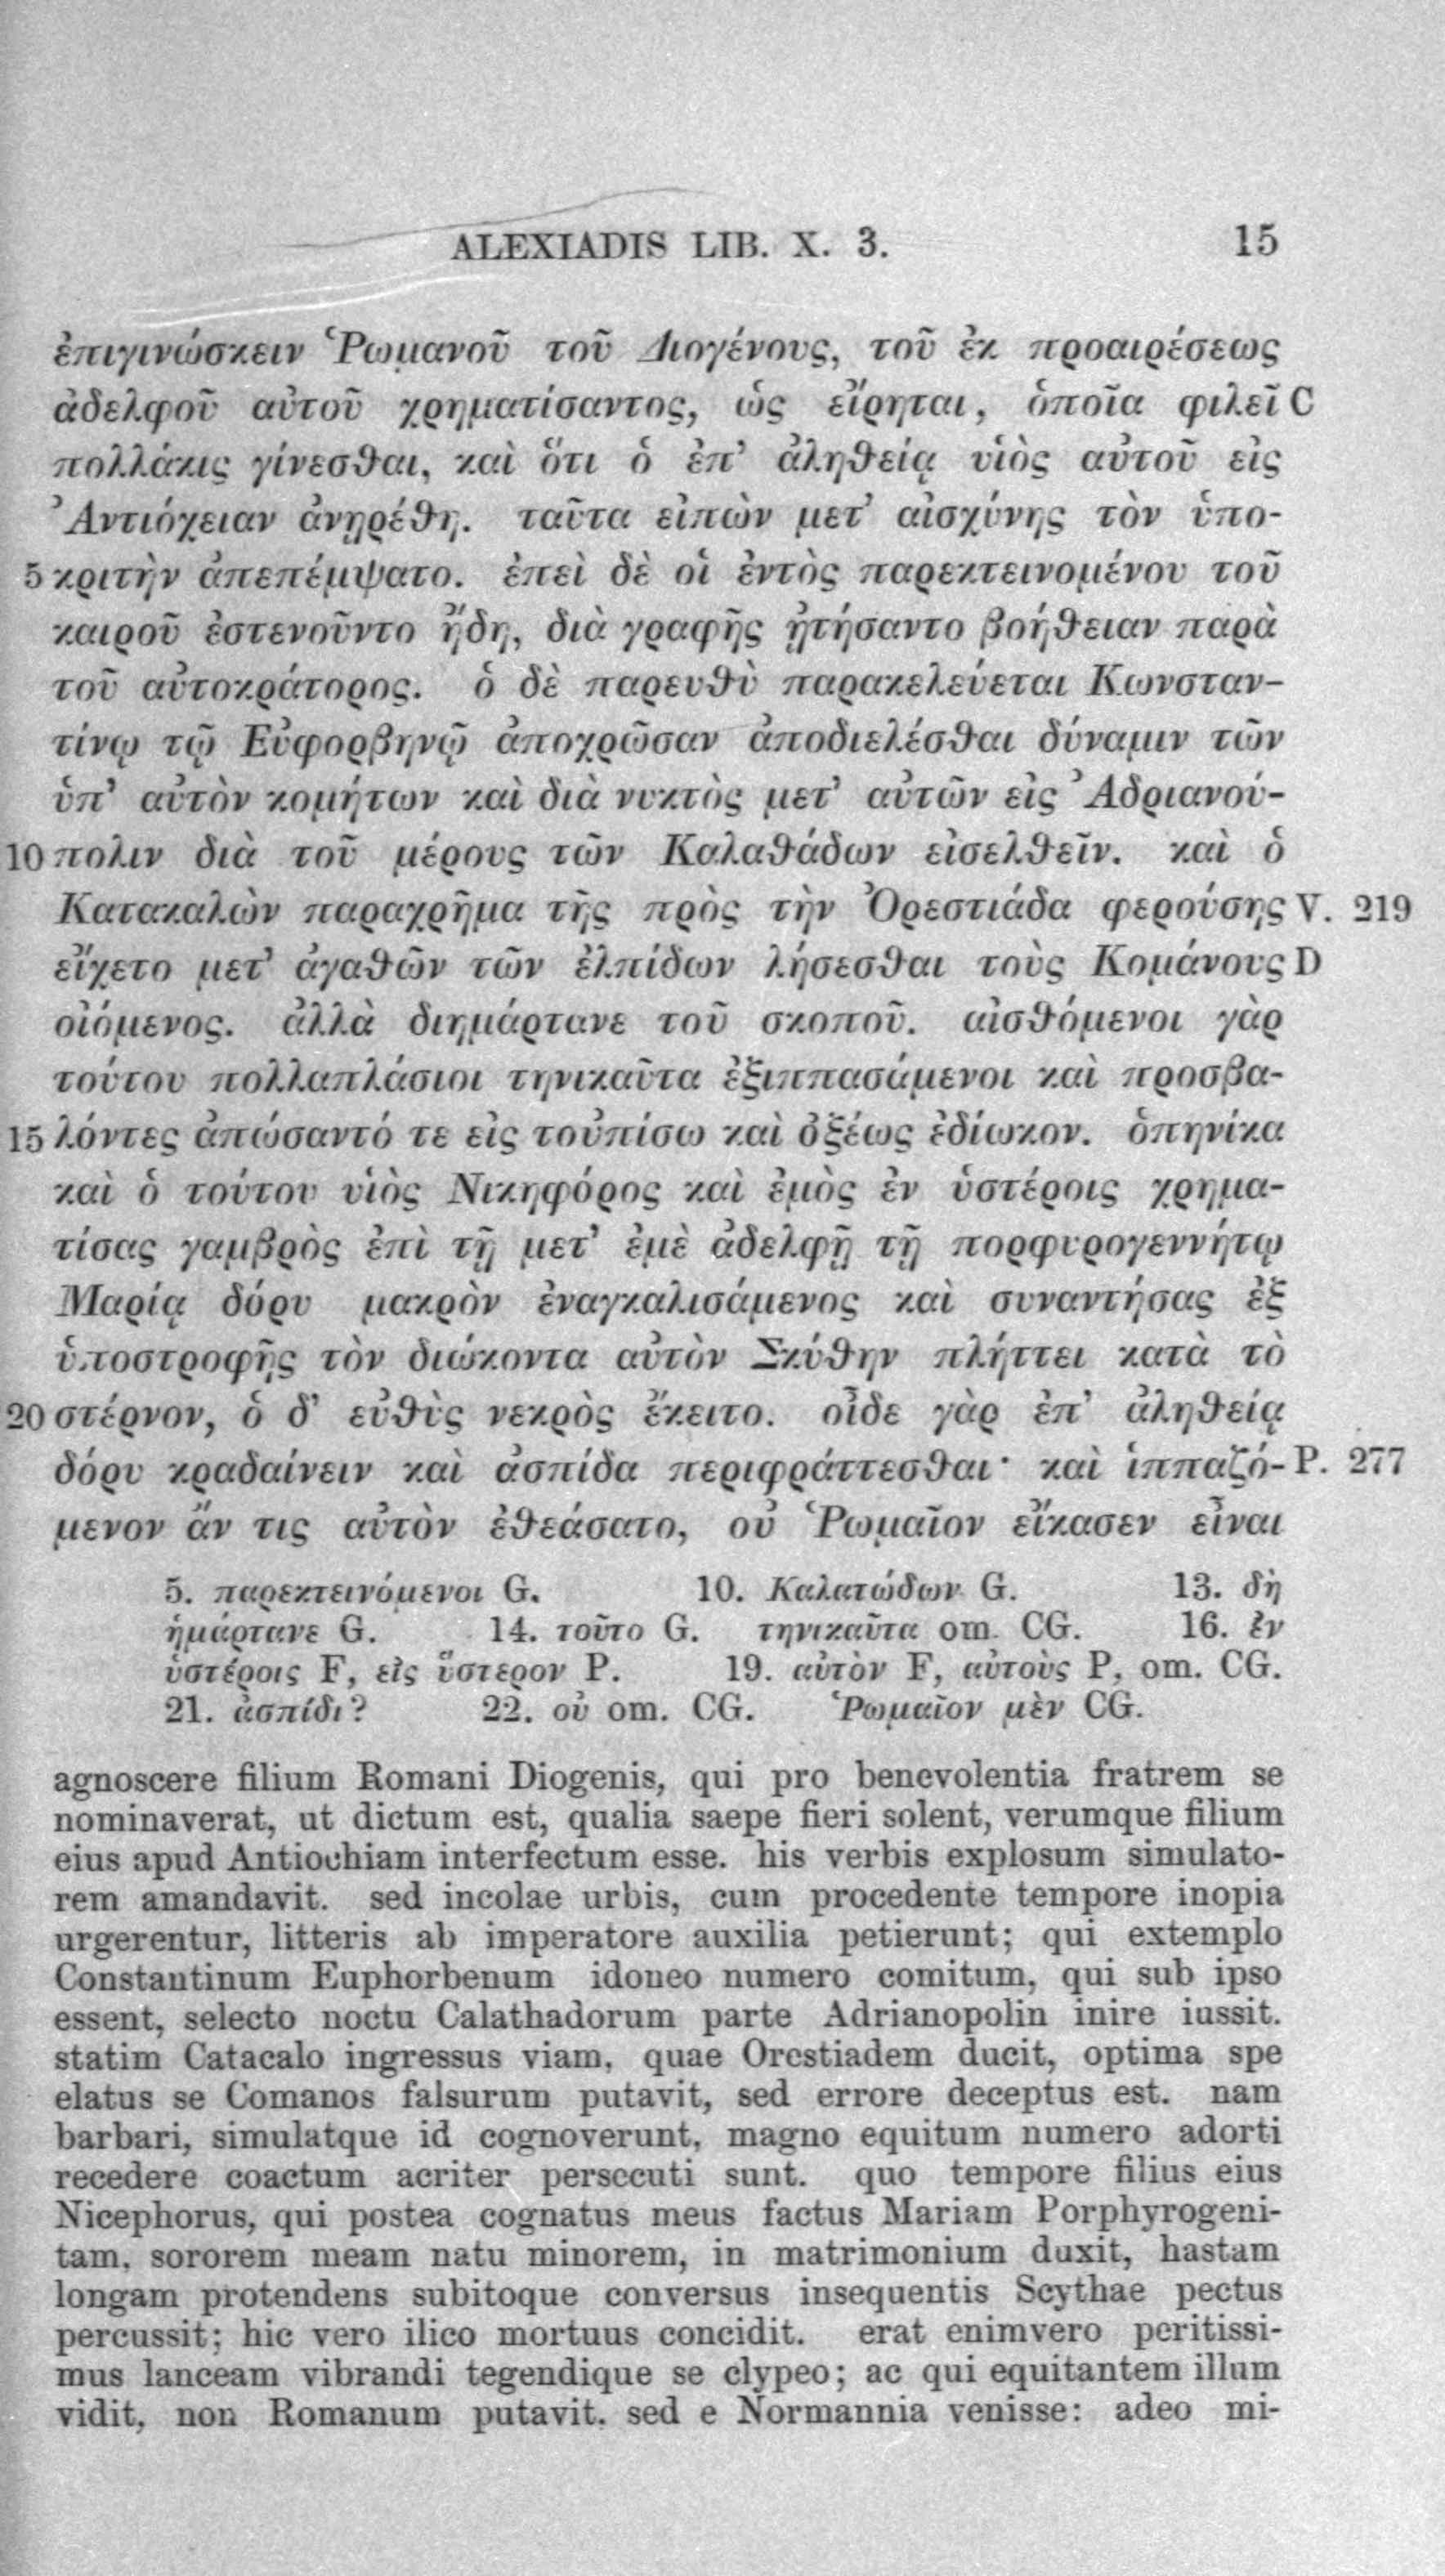 ALEXIADIS LIB. X. 3. 15
ἐπιγινώσκειν Ῥωμανοῦ τοῦ Διογένους, τοῦ ἐκ προαιρέσεως
ἀδελφοῦ αὐτοῦ χρηματίσαντος, ὡς εἴρηται, ὁποῖα φιλεῖ C
πολλάκις γίνεσθαι, καὶ ὅτι ὁ ἐπ' ἀληθείᾳ υἱὸς αὐτοῦ εἰς
Ἀντιόχειαν ἀνῃρέθη. ταῦτα εἰπὼν μετ' αἰσχύνης τὸν ὑπο-
5 κριτὴν ἀπεπέμψατο. ἐπεὶ δὲ οἱ ἐντὸς παρεκτεινομένου τοῦ
καιροῦ ἐστενοῦντο ἤδη, διὰ γραφῆς ᾐτήσαντο βοήθειαν παρὰ
τοῦ αὐτοκράτορος. ὁ δὲ παρευθὺ παρακελεύεται Κωνσταν-
τίνῳ τῷ Εὐφορβηνῷ ἀποχρῶσαν ἀποδιελέσθαι δύναμιν τῶν
ὑπ' αὐτὸν κομήτων καὶ διὰ νυκτὸς μετ' αὐτῶν εἰς Ἀδριανού-
10 πολιν διὰ τοῦ μέρους τῶν Καλαθάδων εἰσελθεῖν. καὶ ὁ
Κατακαλὼν παραχρῆμα τῆς πρὸς τὴν Ὀρεστιάδα φερούσης V. 219
εἴχετο μετ' ἀγαθῶν τῶν ἐλπίδων λήσεσθαι τοὺς Κομάνους D
οἰόμενος. ἀλλὰ διημάρτανε τοῦ σκοποῦ. αἰσθόμενοι γὰρ
τούτου πολλαπλάσιοι τηνικαῦτα ἐξιππασάμενοι καὶ προσβα-
15 λόντες ἀπώσαντό τε εἰς τοὐπίσω καὶ ὀξέως ἐδίωκον. ὁπηνίκα
καὶ ὁ τούτου υἱὸς Νικηφόρος καὶ ἐμὸς ἐν ὑστέροις χρημα-
τίσας γαμβρὸς ἐπὶ τῇ μετ' ἐμὲ ἀδελφῇ τῇ πορφυρογεννήτῳ
Μαρίᾳ δόρυ μακρὸν ἐναγκαλισάμενος καὶ συναντήσας ἐξ
ὑποστροφῆς τὸν διώκοντα αὐτὸν Σκύθην πλήττει κατὰ τὸ
20 στέρνον, ὁ δ' εὐθὺς νεκρὸς ἔκειτο. οἶδε γὰρ ἐπ' ἀληθείᾳ
δόρυ κραδαίνειν καὶ ἀσπίδα περιφράττεσθαι· καὶ ἱππαζό- P. 277
μενον ἄν τις αὐτὸν ἐθεάσατο, οὐ Ῥωμαῖον εἴκασεν εἶναι
5. παρεκτεινόμενοι G. 10. Καλατώδων G. 13. δὴ
ἡμάρτανε G. 14. τοῦτο G. τηνικαῦτα om. CG. 16. ἐν
ὑστέροις F, εἰς ὕστερον P. 19. αὐτὸν F, αὐτοὺς P, om. CG.
21. ἀσπίδι? 22. οὐ om. CG. Ῥωμαῖον μὲν CG.
agnoscere filium Romani Diogenis, qui pro benevolentia fratrem se
nominaverat, ut dictum est, qualia saepe fieri solent, verumque filium
eius apud Antiochiam interfectum esse. his verbis explosum simulato-
rem amandavit. sed incolae urbis, cum procedente tempore inopia
urgerentur, litteris ab imperatore auxilia petierunt; qui extemplo
Constantinum Euphorbenum idoneo numero comitum, qui sub ipso
essent, selecto noctu Calathadorum parte Adrianopolin inire iussit.
statim Catacalo ingressus viam, quae Orestiadem ducit, optima spe
elatus se Comanos falsurum putavit, sed errore deceptus est. nam
barbari, simulatque id cognoverunt, magno equitum numero adorti
recedere coactum acriter persecuti sunt. quo tempore filius eius
Nicephorus, qui postea cognatus meus factus Mariam Porphyrogeni-
tam, sororem meam natu minorem, in matrimonium duxit, hastam
longam protendens subitoque conversus insequentis Scythae pectus
percussit; hic vero ilico mortuus concidit. erat enimvero peritissi-
mus lanceam vibrandi tegendique se clypeo; ac qui equitantem illum
vidit, non Romanum putavit, sed e Normannia venisse: adeo mi-